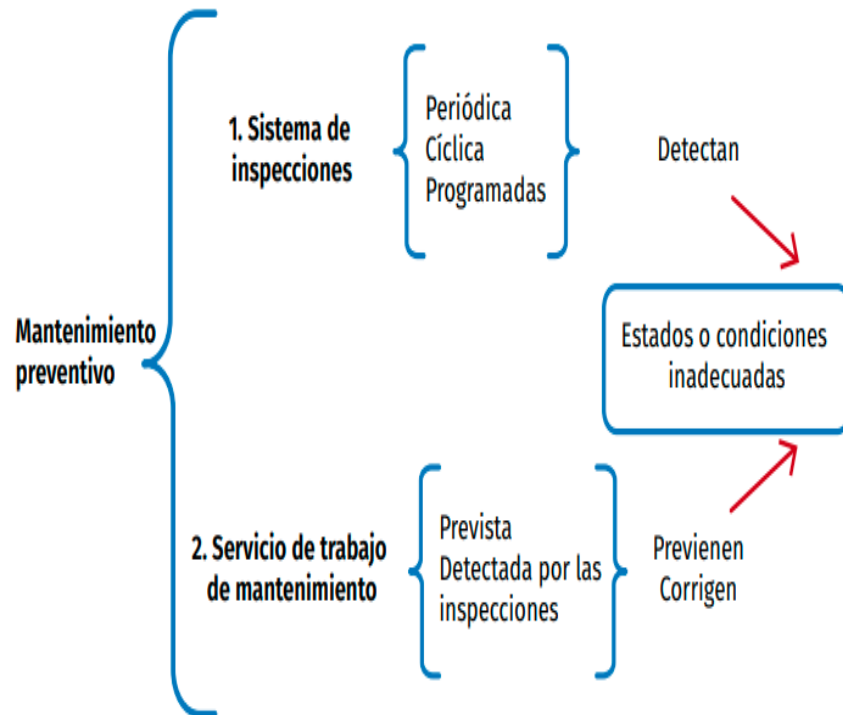 Mantenimiento
preventivo
1. Sistema de
inspecciones
Periódica
Cíclica
Programadas
Detectan
Estados o condiciones
inadecuadas
2. Servicio de trabajo
de mantenimiento
Prevista
Detectada por las
inspecciones
Previenen
Corrigen